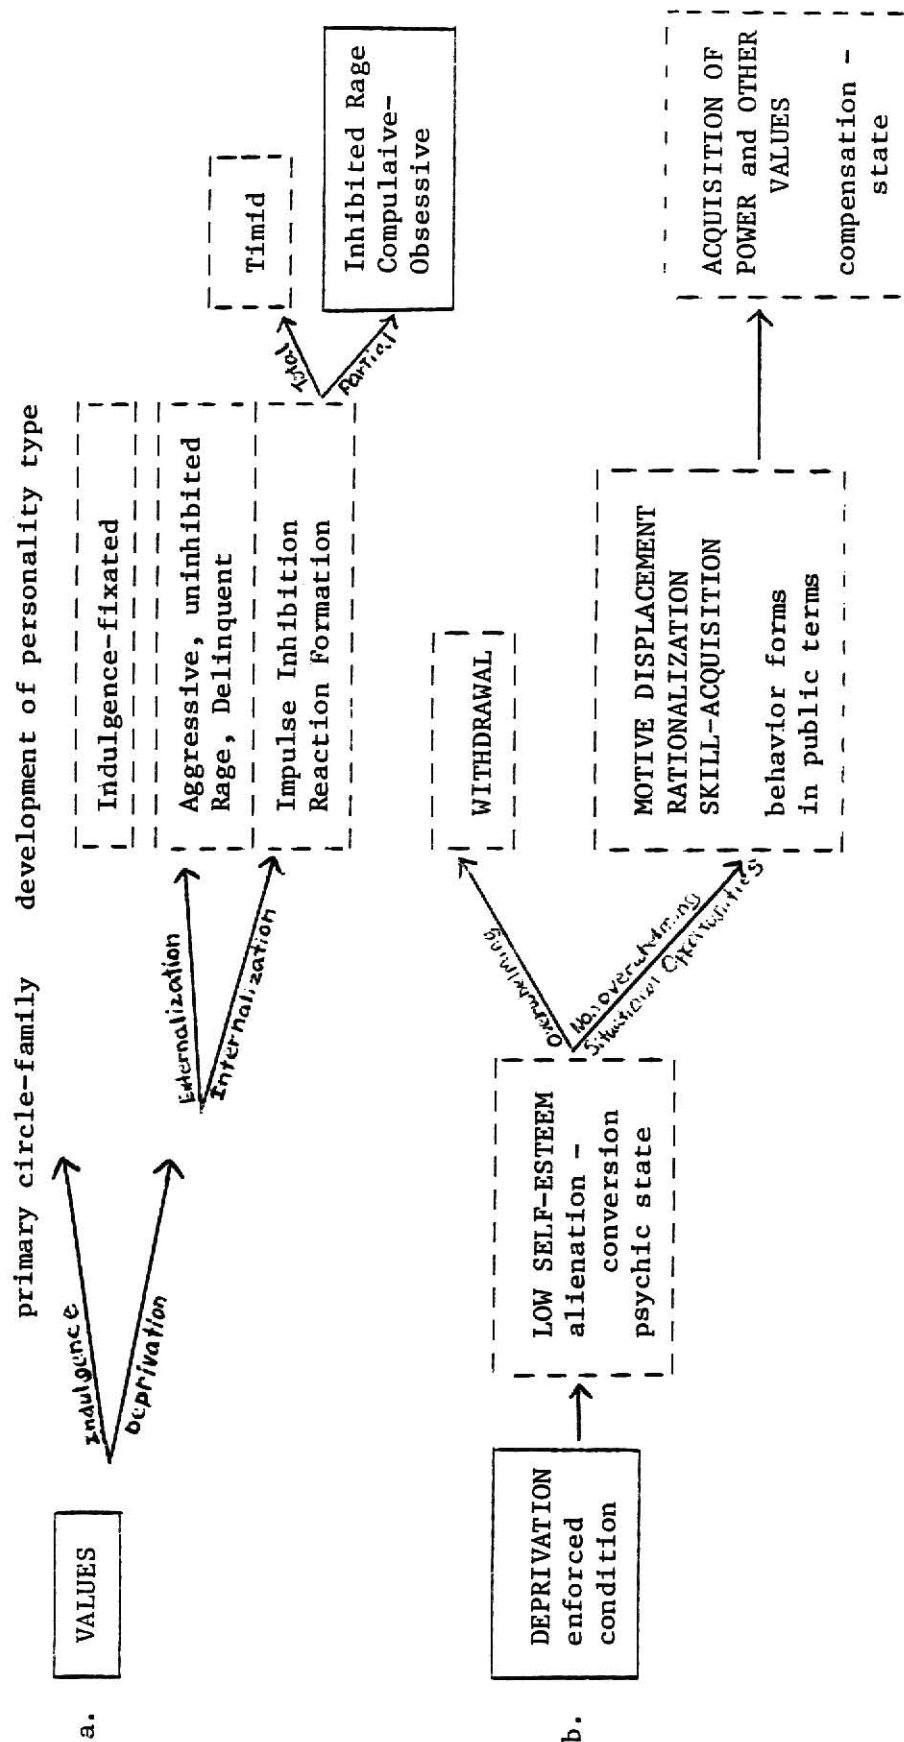 primary circle-family development of personality type
a.
VALUES
Indulgence
Deprivation
Externalization
Internalization
Indulgence-fixated
Aggressive, uninhibited
Rage, Delinquent
Impulse Inhibition
Reaction Formation
Total
Partial
Timid
Inhibited Rage
Compulaive-
Obsessive
b.
DEPRIVATION
enforced
condition
LOW SELF-ESTEEM
alienation -
conversion
psychic state
Overwhelming
Nonoverwhelming
Situational Opportunities
WITHDRAWAL
MOTIVE DISPLACEMENT
RATIONALIZATION
SKILL-ACQUISITION
behavior forms
in public terms
ACQUISITION OF
POWER and OTHER
VALUES
compensation -
state